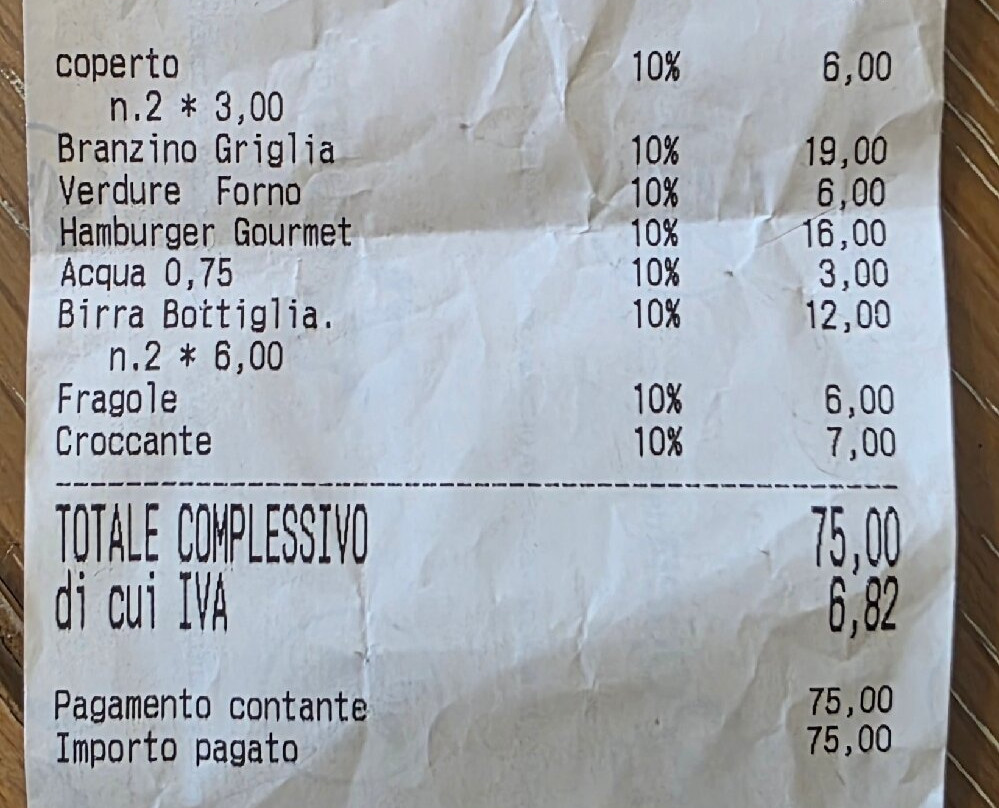 coperto 10% 6,00
n.2 * 3,00
Branzino Griglia 10% 19,00
Verdure Forno 10% 6,00
Hamburger Gourmet 10% 16,00
Acqua 0,75 10% 3,00
Birra Bottiglia. 10% 12,00
n.2 * 6,00
Fragole 10% 6,00
Croccante 10% 7,00
TOTALE COMPLESSIVO 75,00
di cui IVA 6,82
Pagamento contante 75,00
Importo pagato 75,00